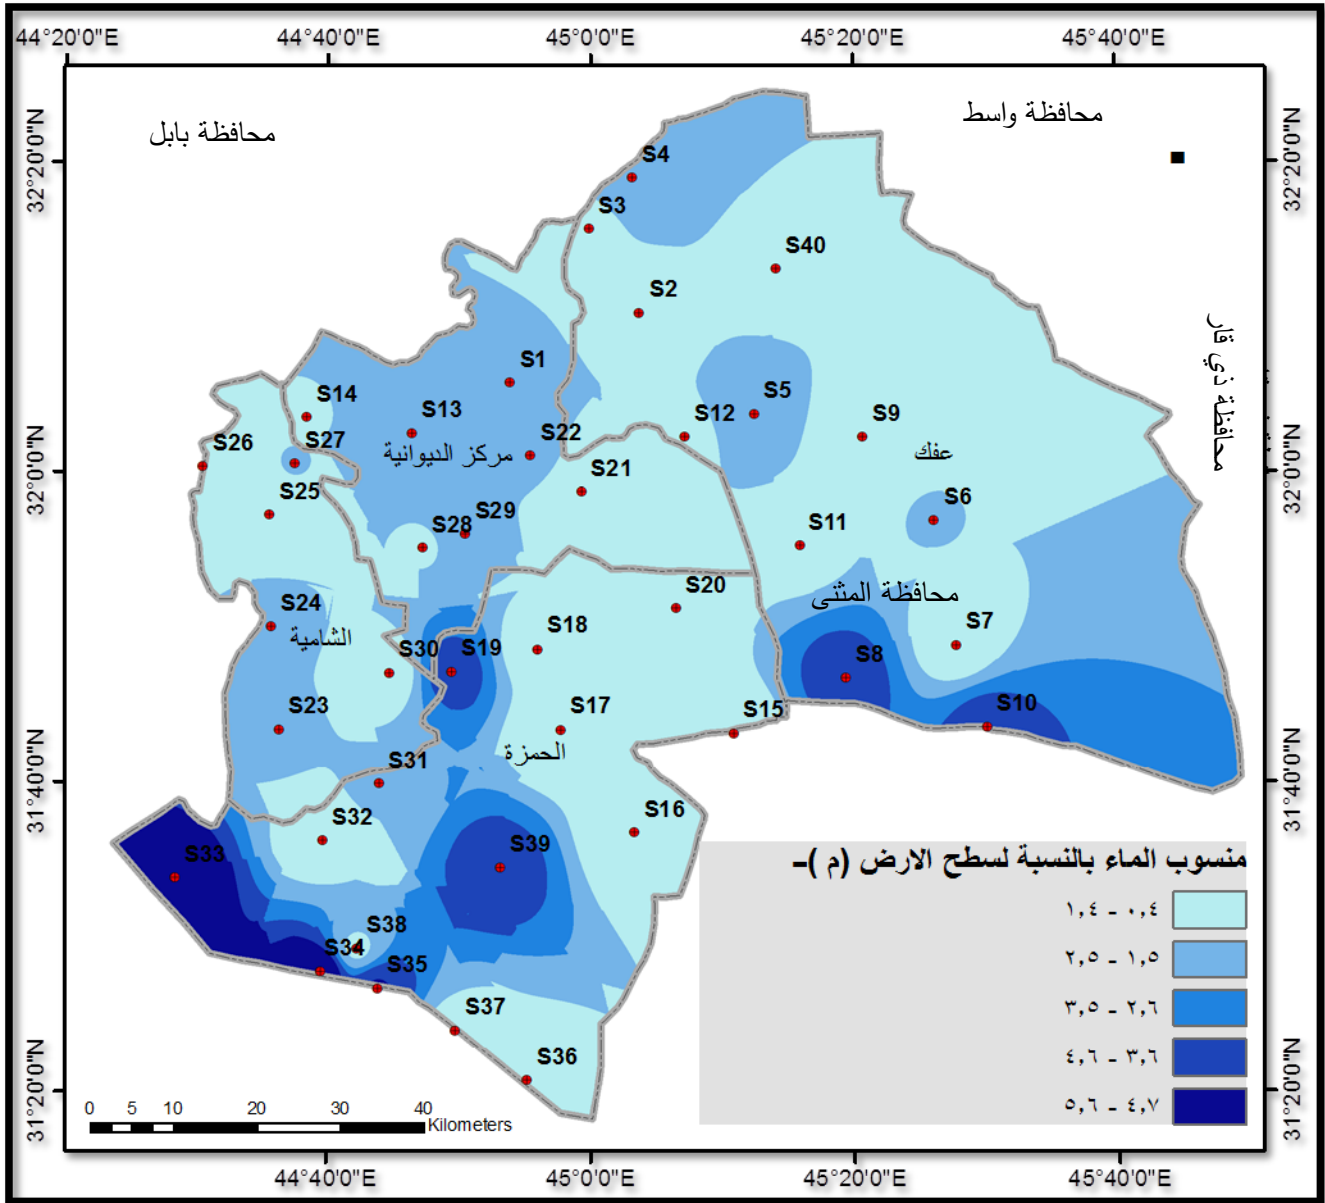 44°20'0"E 44°40'0"E 45°0'0"E 45°20'0"E 45°40'0"E
محافظة بابل
محافظة واسط
32°20'0"N
32°20'0"N
S4
S3
S40
S2
محافظة ذي قار
S1
S14
S13
S5
S12
S9
S22
S26
S27
مركز الديوانية
عفك
32°0'0"N
32°0'0"N
S21
S25
S6
S29
S28
S11
محافظة المثنى
S24
S20
S18
S7
الشامية
S30
S19
S8
S23
S17
S15
S10
الحمزة
S31
31°40'0"N
31°40'0"N
S32
S16
S39
S33
منسوب الماء بالنسبة لسطح الارض (م )-
٠,٤ - ١,٤
١,٥ - ٢,٥
٢,٦ - ٣,٥
٣,٦ - ٤,٦
٤,٧ - ٥,٦
S38
S34
S35
S37
S36
31°20'0"N
31°20'0"N
0 5 10 20 30 40
Kilometers
44°40'0"E 45°0'0"E 45°20'0"E 45°40'0"E